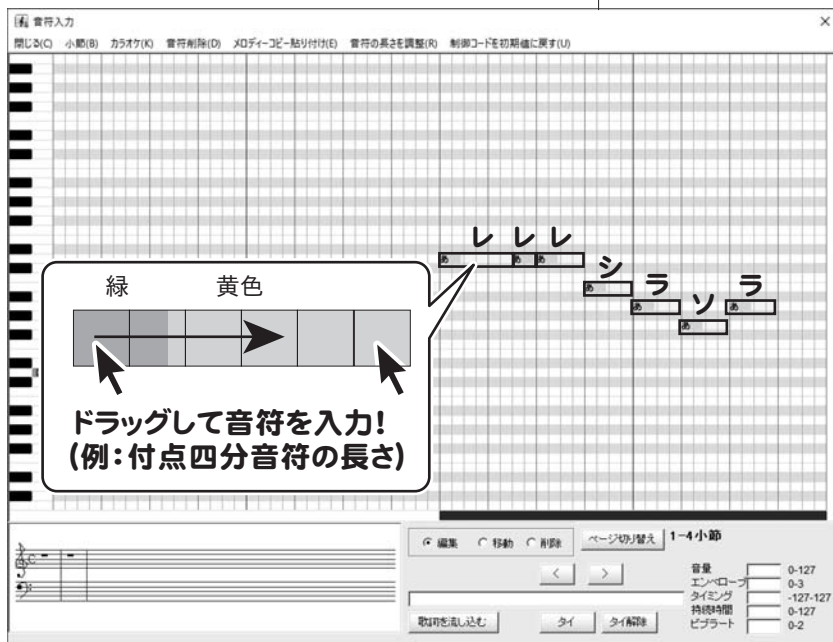 音符入力
閉じる(C) 小節(B) カラオケ(K) 音符削除(D) メロディーコピー貼り付け(E) 音符の長さを調整(R) 制御コードを初期値に戻す(U)
レ レ レ
あ あ あ
シ
あ
ラ ラ
あ あ
ソ
あ
緑 黄色
ドラッグして音符を入力!
(例:付点四分音符の長さ)
編集 移動 削除 ページ切り替え 1-4小節
< >
音量 0-127
エンベロープ 0-3
タイミング -127-127
持続時間 0-127
ビブラート 0-2
歌詞を流し込む タイ タイ解除